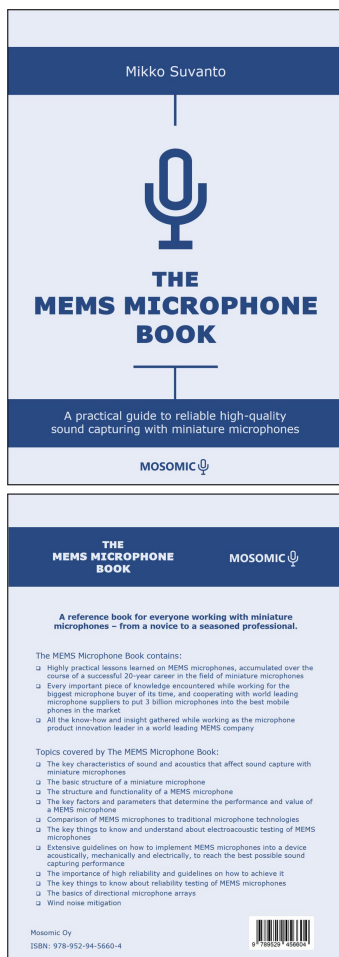 Mikko Suvanto
THE
MEMS MICROPHONE
BOOK
A practical guide to reliable high-quality
sound capturing with miniature microphones
MOSOMIC
THE
MEMS MICROPHONE
BOOK
MOSOMIC
A reference book for everyone working with miniature
microphones – from a novice to a seasoned professional.
The MEMS Microphone Book contains:
❑ Highly practical lessons learned on MEMS microphones, accumulated over the
course of a successful 20-year career in the field of miniature microphones
❑ Every important piece of knowledge encountered while working for the
biggest microphone buyer of its time, and cooperating with world leading
microphone suppliers to put 3 billion microphones into the best mobile
phones in the market
❑ All the know-how and insight gathered while working as the microphone
product innovation leader in a world leading MEMS company
Topics covered by The MEMS Microphone Book:
❑ The key characteristics of sound and acoustics that affect sound capture with
miniature microphones
❑ The basic structure of a miniature microphone
❑ The structure and functionality of a MEMS microphone
❑ The key factors and parameters that determine the performance and value of
a MEMS microphone
❑ Comparison of MEMS microphones to traditional microphone technologies
❑ The key things to know and understand about electroacoustic testing of MEMS
microphones
❑ Extensive guidelines on how to implement MEMS microphones into a device
acoustically, mechanically and electrically, to reach the best possible sound
capturing performance
❑ The importance of high reliability and guidelines on how to achieve it
❑ The key things to know about reliability testing of MEMS microphones
❑ The basics of directional microphone arrays
❑ Wind noise mitigation
Mosomic Oy
ISBN: 978-952-94-5660-4
9 789529 456604